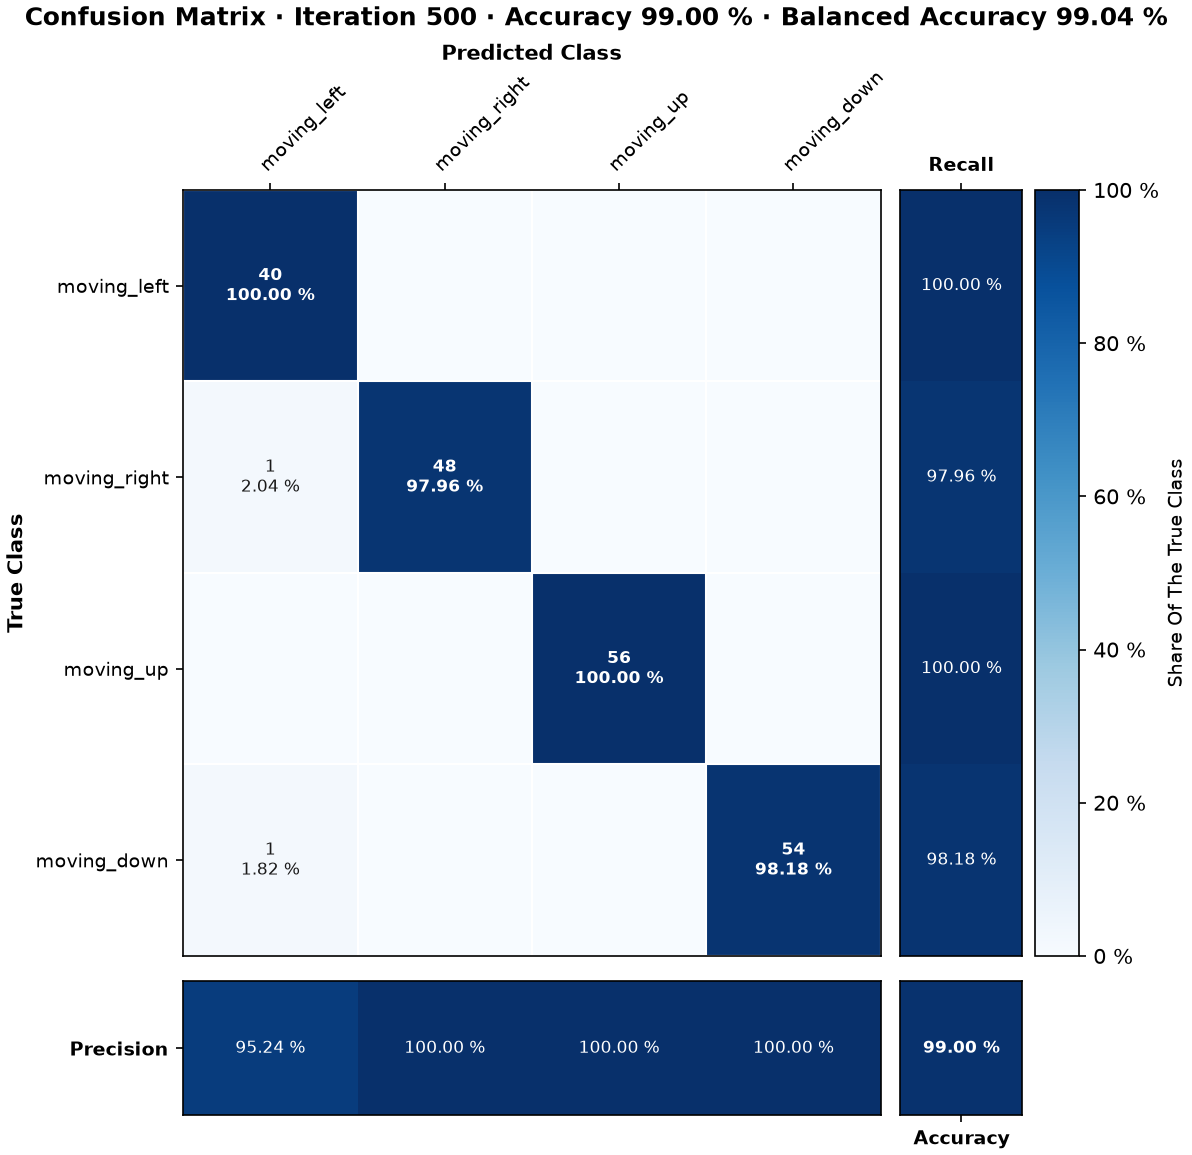 Confusion Matrix · Iteration 500 · Accuracy 99.00 % · Balanced Accuracy 99.04 %
Predicted Class
moving_left
moving_right
moving_up
moving_down
Recall
moving_left
40
100.00 %
100.00 %
moving_right
1
2.04 %
48
97.96 %
97.96 %
moving_up
56
100.00 %
100.00 %
moving_down
1
1.82 %
54
98.18 %
98.18 %
True Class
100 %
80 %
60 %
40 %
20 %
0 %
Share Of The True Class
Precision
95.24 %
100.00 %
100.00 %
100.00 %
99.00 %
Accuracy